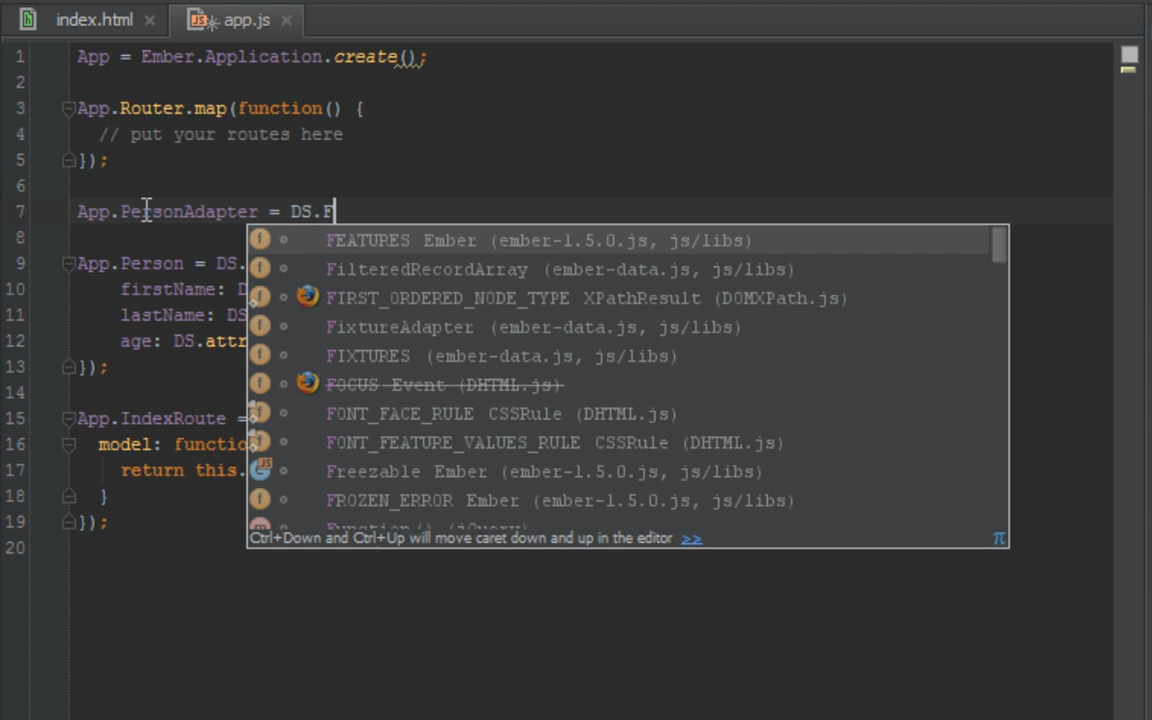 index.html
app.js
1 App = Ember.Application.create();
2
3 App.Router.map(function() {
4 // put your routes here
5 });
6
7 App.PersonAdapter = DS.F
8
9 App.Person = DS.
10 firstName: D
11 lastName: DS
12 age: DS.attr
13 });
14
15 App.IndexRoute =
16 model: functio
17 return this.
18 }
19 });
20
FEATURES Ember (ember-1.5.0.js, js/libs)
FilteredRecordArray (ember-data.js, js/libs)
FIRST_ORDERED_NODE_TYPE XPathResult (DOMXPath.js)
FixtureAdapter (ember-data.js, js/libs)
FIXTURES (ember-data.js, js/libs)
FOCUS Event (DHTML.js)
FONT_FACE_RULE CSSRule (DHTML.js)
FONT_FEATURE_VALUES_RULE CSSRule (DHTML.js)
Freezable Ember (ember-1.5.0.js, js/libs)
FROZEN_ERROR Ember (ember-1.5.0.js, js/libs)
Function() (jQuery)
Ctrl+Down and Ctrl+Up will move caret down and up in the editor >> π